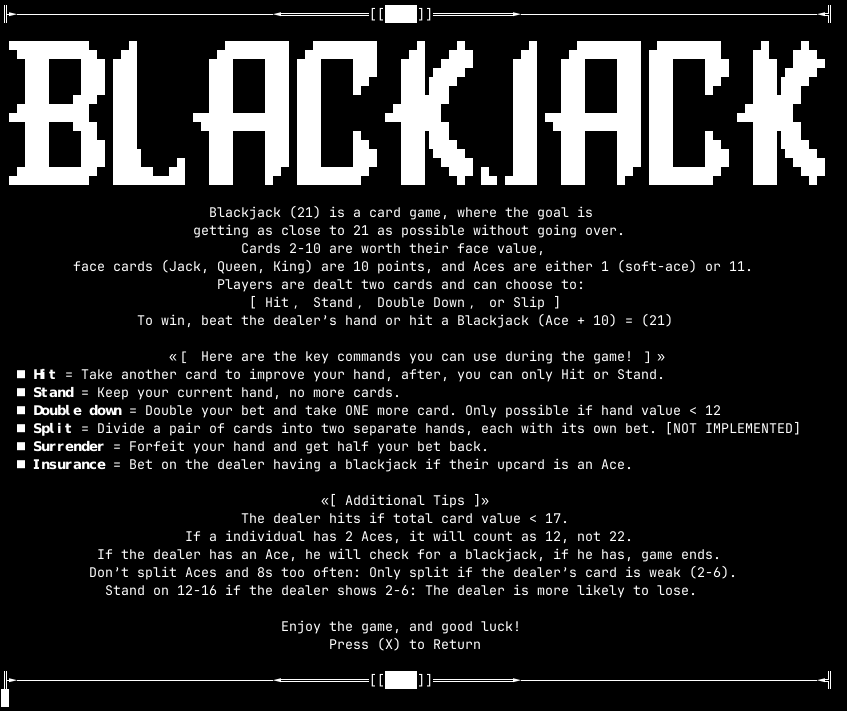 [[ ]]
BLACKJACK
Blackjack (21) is a card game, where the goal is
getting as close to 21 as possible without going over.
Cards 2-10 are worth their face value,
face cards (Jack, Queen, King) are 10 points, and Aces are either 1 (soft-ace) or 11.
Players are dealt two cards and can choose to:
[ Hit, Stand, Double Down, or Slip ]
To win, beat the dealer's hand or hit a Blackjack (Ace + 10) = (21)
«[ Here are the key commands you can use during the game! ]»
■ Hit = Take another card to improve your hand, after, you can only Hit or Stand.
■ Stand = Keep your current hand, no more cards.
■ Double down = Double your bet and take ONE more card. Only possible if hand value < 12
■ Split = Divide a pair of cards into two separate hands, each with its own bet. [NOT IMPLEMENTED]
■ Surrender = Forfeit your hand and get half your bet back.
■ Insurance = Bet on the dealer having a blackjack if their upcard is an Ace.
«[ Additional Tips ]»
The dealer hits if total card value < 17.
If a individual has 2 Aces, it will count as 12, not 22.
If the dealer has an Ace, he will check for a blackjack, if he has, game ends.
Don't split Aces and 8s too often: Only split if the dealer's card is weak (2-6).
Stand on 12-16 if the dealer shows 2-6: The dealer is more likely to lose.
Enjoy the game, and good luck!
Press (X) to Return
[[ ]]